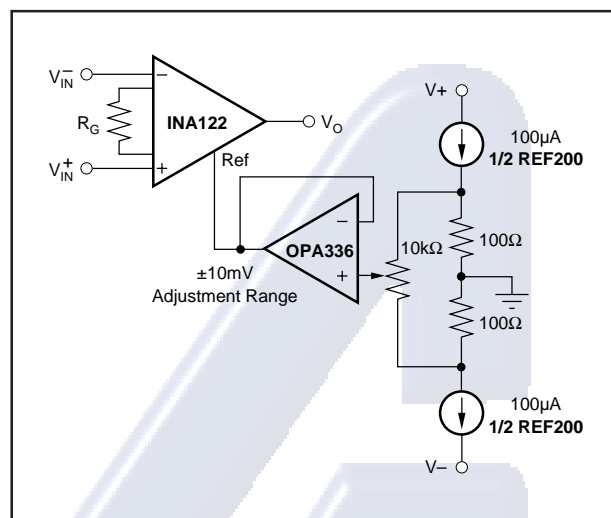 V−IN
RG
V+IN
−
+
INA122
VO
Ref
−
+
OPA336
±10mV
Adjustment Range
10kΩ
V+
100µA
1/2 REF200
100Ω
100Ω
100µA
1/2 REF200
V–